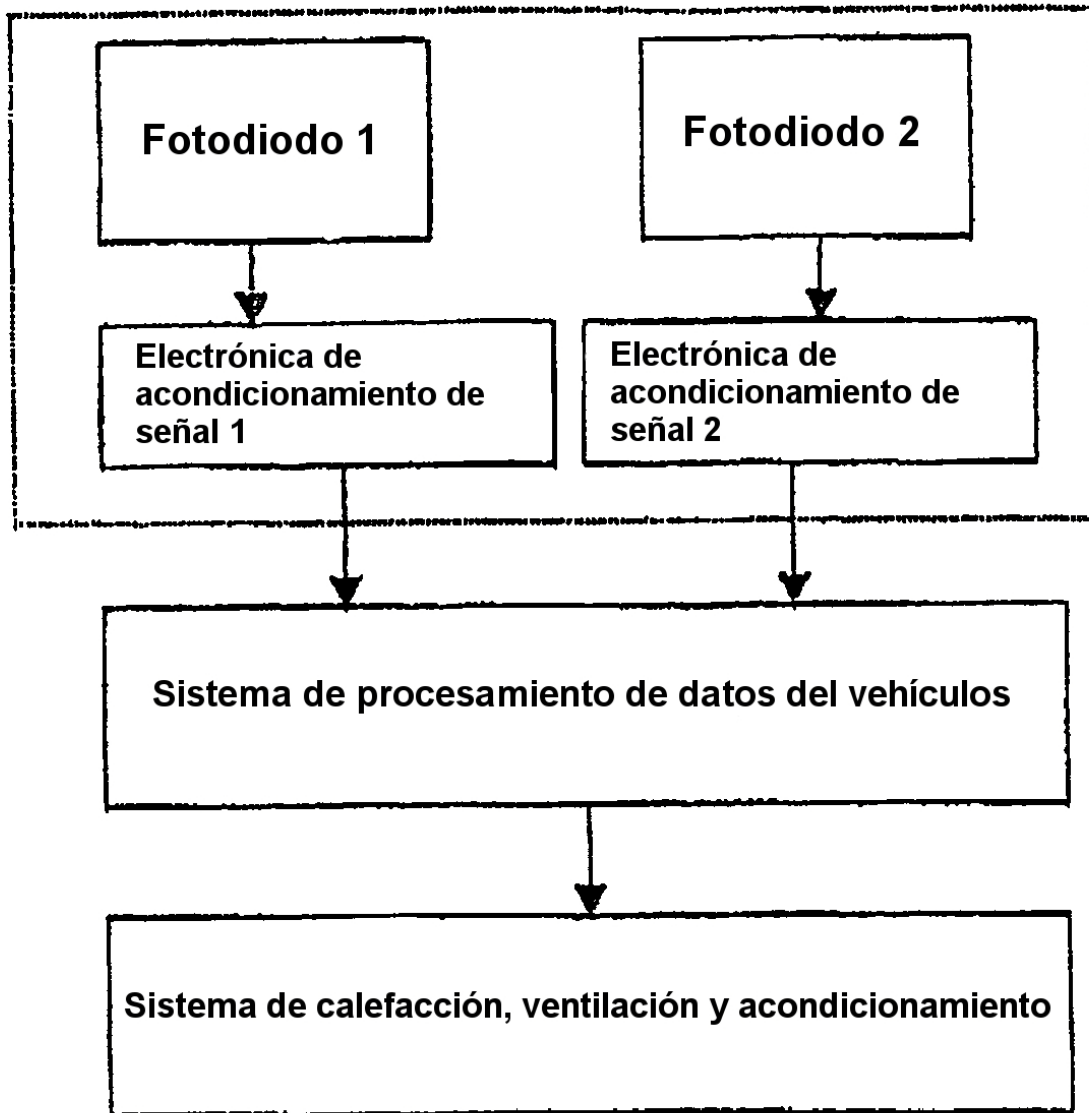 Fotodiodo 1
Fotodiodo 2
Electrónica de
acondicionamiento de
señal 1
Electrónica de
acondicionamiento de
señal 2
Sistema de procesamiento de datos del vehículos
Sistema de calefacción, ventilación y acondicionamiento